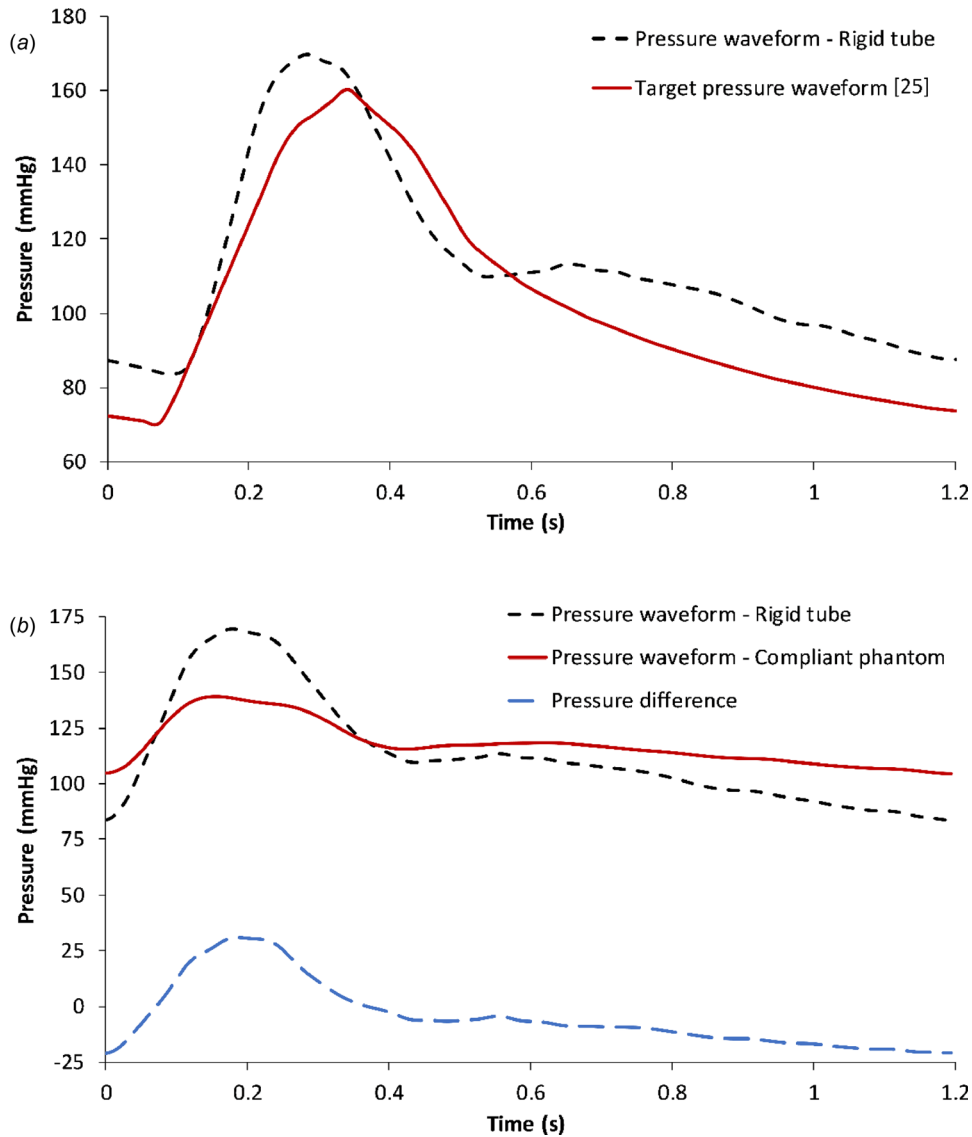 (a)
180
160
140
120
100
80
60
Pressure (mmHg)
Pressure waveform - Rigid tube
Target pressure waveform [25]
0 0.2 0.4 0.6 0.8 1 1.2
Time (s)
(b)
175
150
125
100
75
50
25
0
-25
Pressure (mmHg)
Pressure waveform - Rigid tube
Pressure waveform - Compliant phantom
Pressure difference
0 0.2 0.4 0.6 0.8 1 1.2
Time (s)